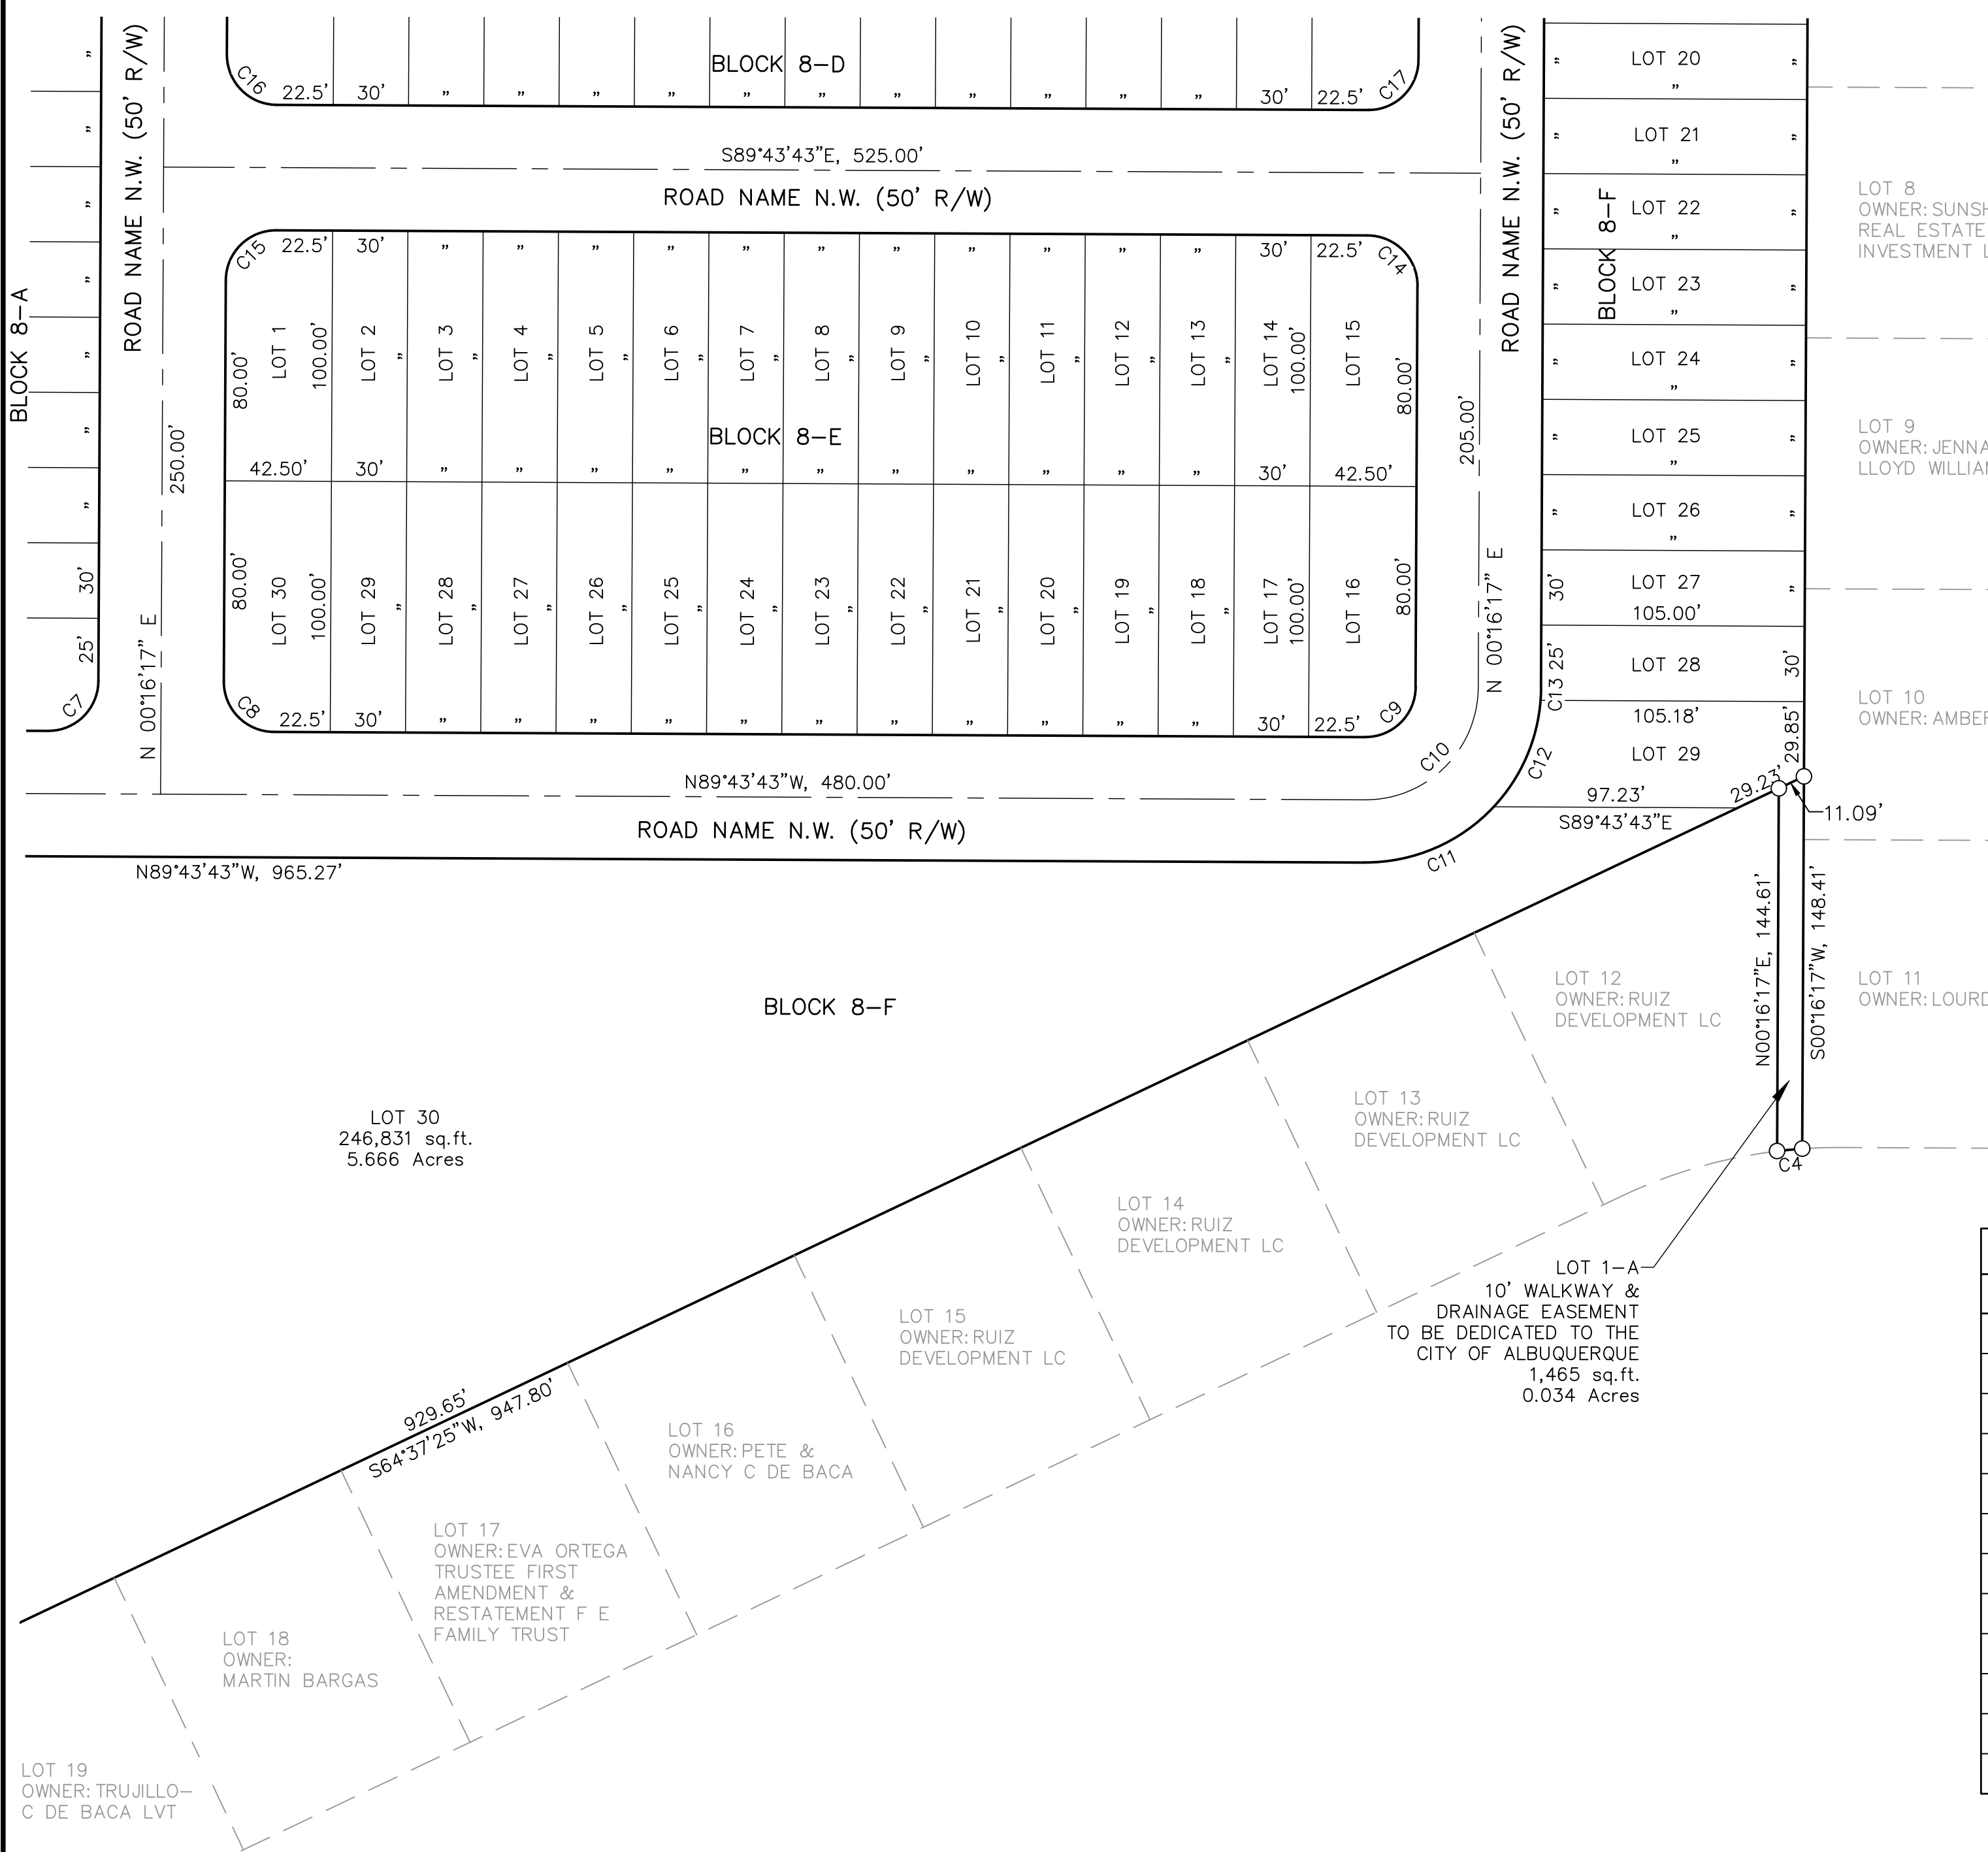 BLOCK 8-D
C16
22.5'
30'
"
"
"
"
"
"
"
"
"
"
"
30'
22.5'
C17
ROAD NAME N.W. (50' R/W)
S89°43'43"E, 525.00'
ROAD NAME N.W. (50' R/W)
ROAD NAME N.W. (50' R/W)
BLOCK 8-A
"
"
"
"
"
"
"
30'
25'
C7
250.00'
N 00°16'17" E
C15
22.5'
30'
"
"
"
"
"
"
"
"
"
"
"
30'
22.5'
C14
80.00'
LOT 1
100.00'
LOT 2
"
LOT 3
"
LOT 4
"
LOT 5
"
LOT 6
"
LOT 7
"
LOT 8
"
LOT 9
"
LOT 10
"
LOT 11
"
LOT 12
"
LOT 13
"
LOT 14
100.00'
LOT 15
80.00'
BLOCK 8-E
42.50'
30'
"
"
"
"
"
"
"
"
"
"
"
30'
42.50'
80.00'
LOT 30
100.00'
LOT 29
"
LOT 28
"
LOT 27
"
LOT 26
"
LOT 25
"
LOT 24
"
LOT 23
"
LOT 22
"
LOT 21
"
LOT 20
"
LOT 19
"
LOT 18
"
LOT 17
100.00'
LOT 16
80.00'
C8
22.5'
30'
"
"
"
"
"
"
"
"
"
"
"
30'
22.5'
C9
205.00'
N 00°16'17" E
C10
N89°43'43"W, 480.00'
ROAD NAME N.W. (50' R/W)
N89°43'43"W, 965.27'
C11
C12
C13 25'
30'
BLOCK 8-F
" LOT 20 "
"
" LOT 21 "
"
" LOT 22 "
"
" LOT 23 "
"
" LOT 24 "
"
" LOT 25 "
"
" LOT 26 "
"
LOT 27 "
105.00'
LOT 28
30'
105.18'
29.85'
LOT 29
29.23'
97.23'
S89°43'43"E
11.09'
N00°16'17"E, 144.61'
S00°16'17"W, 148.41'
C4
LOT 8
OWNER: SUNSH
REAL ESTATE
INVESTMENT L
LOT 9
OWNER: JENNA
LLOYD WILLIA
LOT 10
OWNER: AMBER
LOT 11
OWNER: LOURD
BLOCK 8-F
LOT 30
246,831 sq.ft.
5.666 Acres
LOT 12
OWNER: RUIZ
DEVELOPMENT LC
LOT 13
OWNER: RUIZ
DEVELOPMENT LC
LOT 14
OWNER: RUIZ
DEVELOPMENT LC
LOT 1-A
10' WALKWAY &
DRAINAGE EASEMENT
TO BE DEDICATED TO THE
CITY OF ALBUQUERQUE
1,465 sq.ft.
0.034 Acres
LOT 15
OWNER: RUIZ
DEVELOPMENT LC
929.65'
S64°37'25"W, 947.80'
LOT 16
OWNER: PETE &
NANCY C DE BACA
LOT 17
OWNER: EVA ORTEGA
TRUSTEE FIRST
AMENDMENT &
RESTATEMENT F E
FAMILY TRUST
LOT 18
OWNER:
MARTIN BARGAS
LOT 19
OWNER: TRUJILLO-
C DE BACA LVT